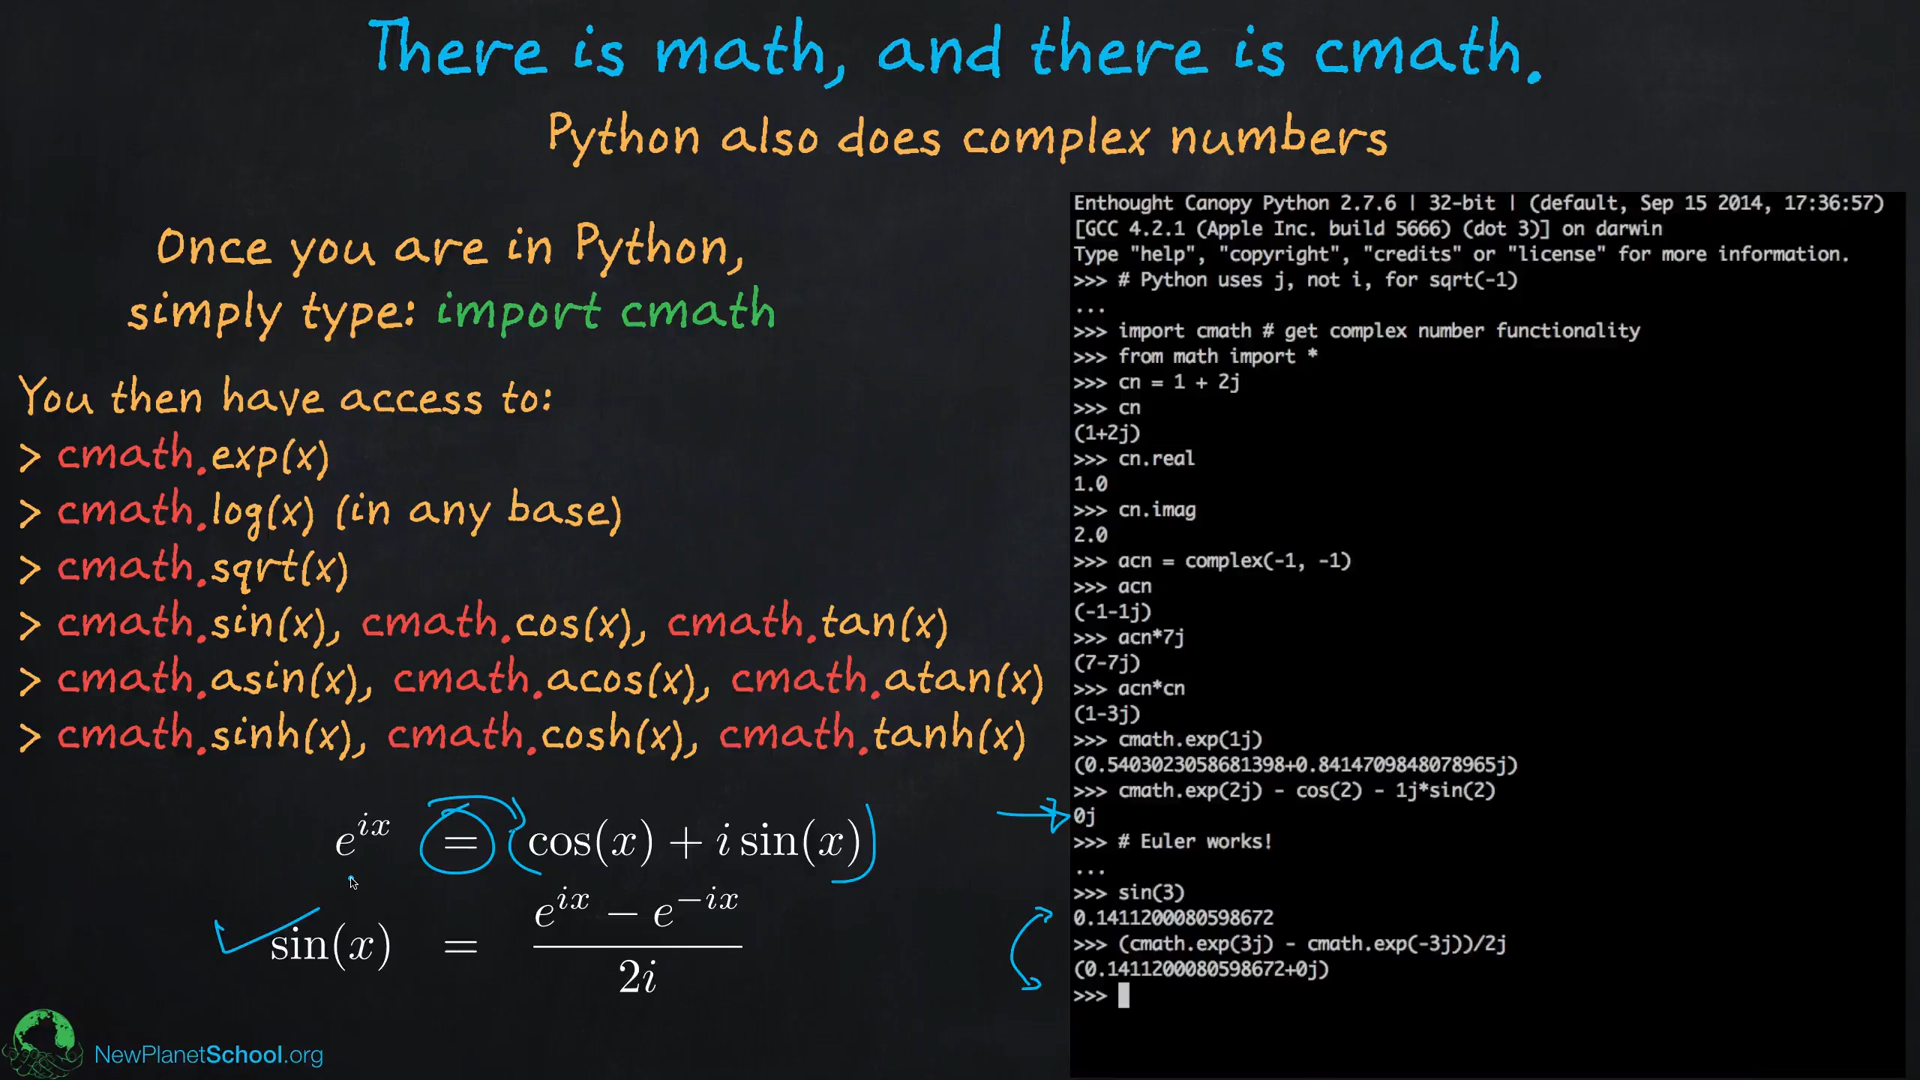 There is math, and there is cmath.
Python also does complex numbers
Once you are in Python,
simply type: import cmath
You then have access to:
> cmath.exp(x)
> cmath.log(x) (in any base)
> cmath.sqrt(x)
> cmath.sin(x), cmath.cos(x), cmath.tan(x)
> cmath.asin(x), cmath.acos(x), cmath.atan(x)
> cmath.sinh(x), cmath.cosh(x), cmath.tanh(x)
e^{ix} = cos(x) + i sin(x)
sin(x) = \frac{e^{ix} − e^{−ix}}{2i}
NewPlanetSchool.org
Enthought Canopy Python 2.7.6 | 32-bit | (default, Sep 15 2014, 17:36:57)
[GCC 4.2.1 (Apple Inc. build 5666) (dot 3)] on darwin
Type "help", "copyright", "credits" or "license" for more information.
>>> # Python uses j, not i, for sqrt(-1)
...
>>> import cmath # get complex number functionality
>>> from math import *
>>> cn = 1 + 2j
>>> cn
(1+2j)
>>> cn.real
1.0
>>> cn.imag
2.0
>>> acn = complex(-1, -1)
>>> acn
(-1-1j)
>>> acn*7j
(7-7j)
>>> acn*cn
(1-3j)
>>> cmath.exp(1j)
(0.5403023058681398+0.8414709848078965j)
>>> cmath.exp(2j) - cos(2) - 1j*sin(2)
0j
>>> # Euler works!
...
>>> sin(3)
0.1411200080598672
>>> (cmath.exp(3j) - cmath.exp(-3j))/2j
(0.1411200080598672+0j)
>>>